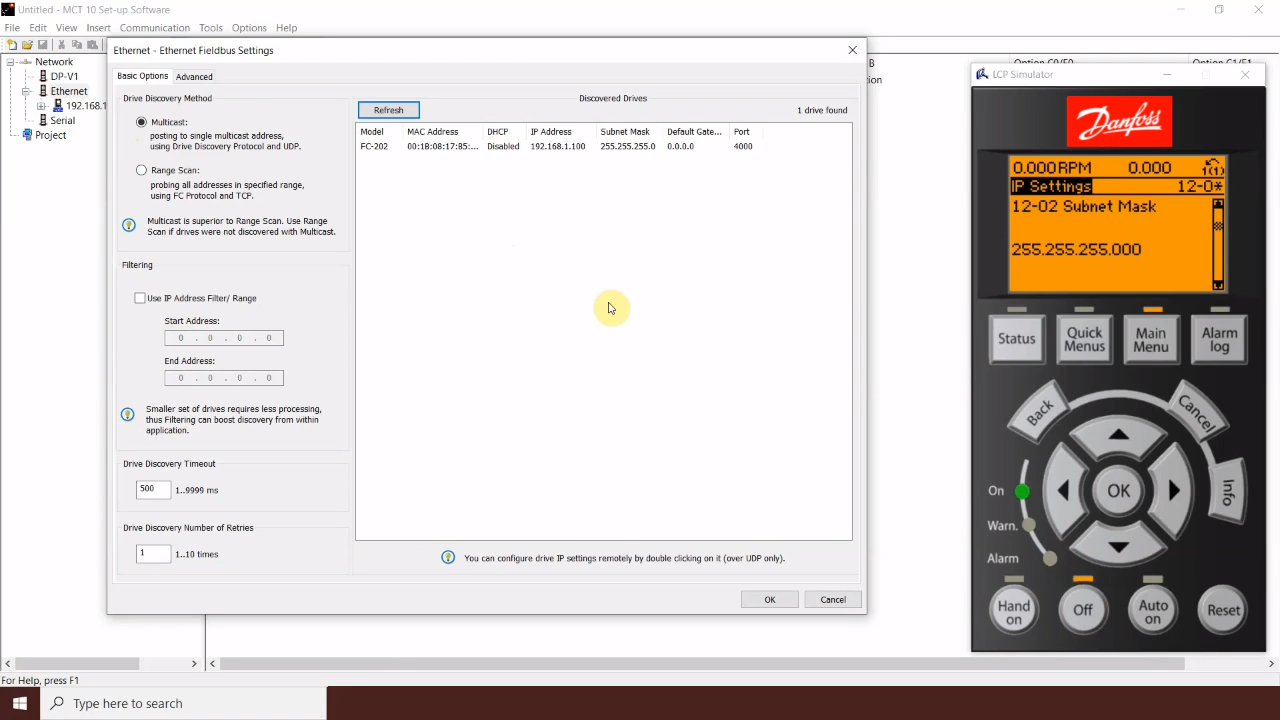 Untitled - MCT 10 Set-up Software
File Edit View Insert Communication Tools Options Help
Network
DP-V1
Ethernet
192.168.1
Serial
Project
Ethernet - Ethernet Fieldbus Settings
Basic Options Advanced
Drive Discovery Method
Multicast:
posting to single multicast address,
using Drive Discovery Protocol and UDP.
Range Scan:
probing all addresses in specified range,
using FC Protocol and TCP.
Multicast is superior to Range Scan. Use Range
Scan if drives were not discovered with Multicast.
Filtering
Use IP Address Filter/ Range
Start Address:
0 . 0 . 0 . 0
End Address:
0 . 0 . 0 . 0
Smaller set of drives requires less processing,
thus Filtering can boost discovery from within
application.
Drive Discovery Timeout
500 1..9999 ms
Drive Discovery Number of Retries
1 1..10 times
Refresh
Discovered Drives
1 drive found
Model MAC Address DHCP IP Address Subnet Mask Default Gate... Port
FC-202 00:1B:08:17:85:... Disabled 192.168.1.100 255.255.255.0 0.0.0.0 4000
You can configure drive IP settings remotely by double clicking on it (over UDP only).
OK Cancel
B
LCP Simulator
Danfoss
0.000RPM 0.000 1(1)
IP Settings 12-0*
12-02 Subnet Mask
255.255.255.000
Status
Quick
Menus
Main
Menu
Alarm
log
Back
Cancel
OK
Info
On
Warn.
Alarm
Hand
on
Off
Auto
on
Reset
For Help, press F1
Type here to search